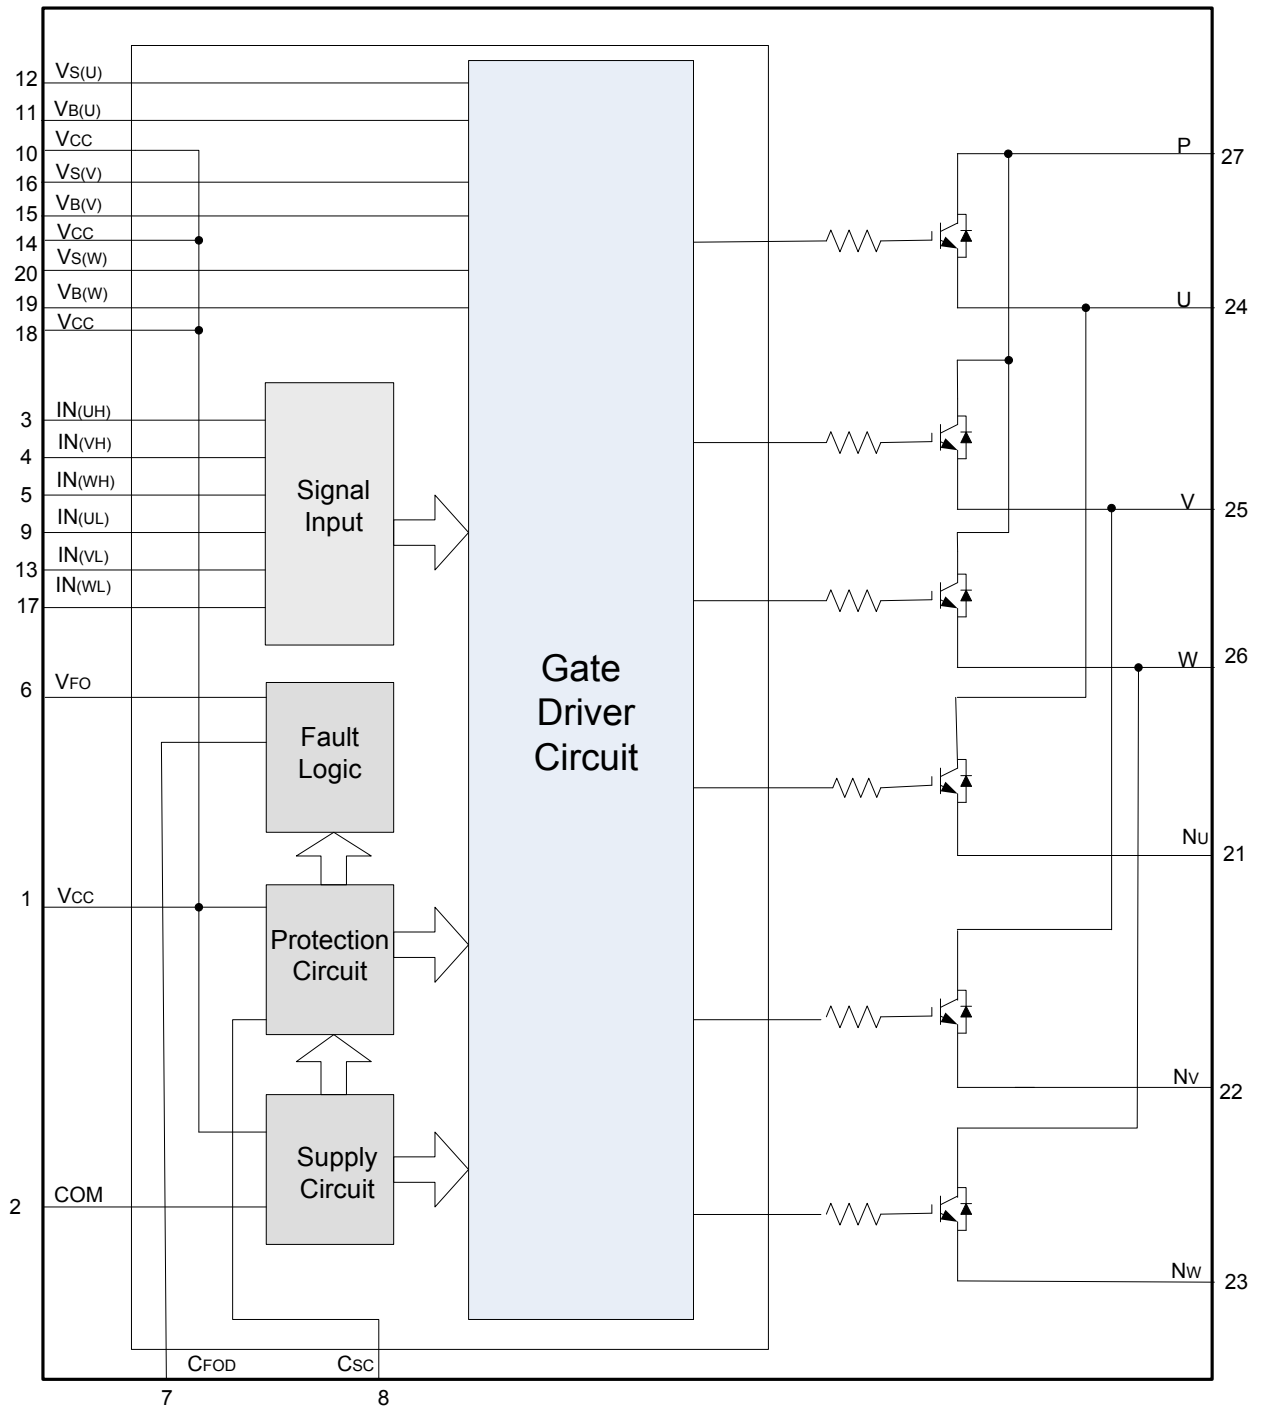 12 VS(U)
11 VB(U)
10 VCC
16 VS(V)
15 VB(V)
14 VCC
20 VS(W)
19 VB(W)
18 VCC
3 IN(UH)
4 IN(VH)
5 IN(WH)
9 IN(UL)
13 IN(VL)
17 IN(WL)
6 VFO
1 VCC
2 COM
Signal
Input
Fault
Logic
Protection
Circuit
Supply
Circuit
Gate
Driver
Circuit
P 27
U 24
V 25
W 26
NU 21
NV 22
NW 23
CFOD
7
CSC
8